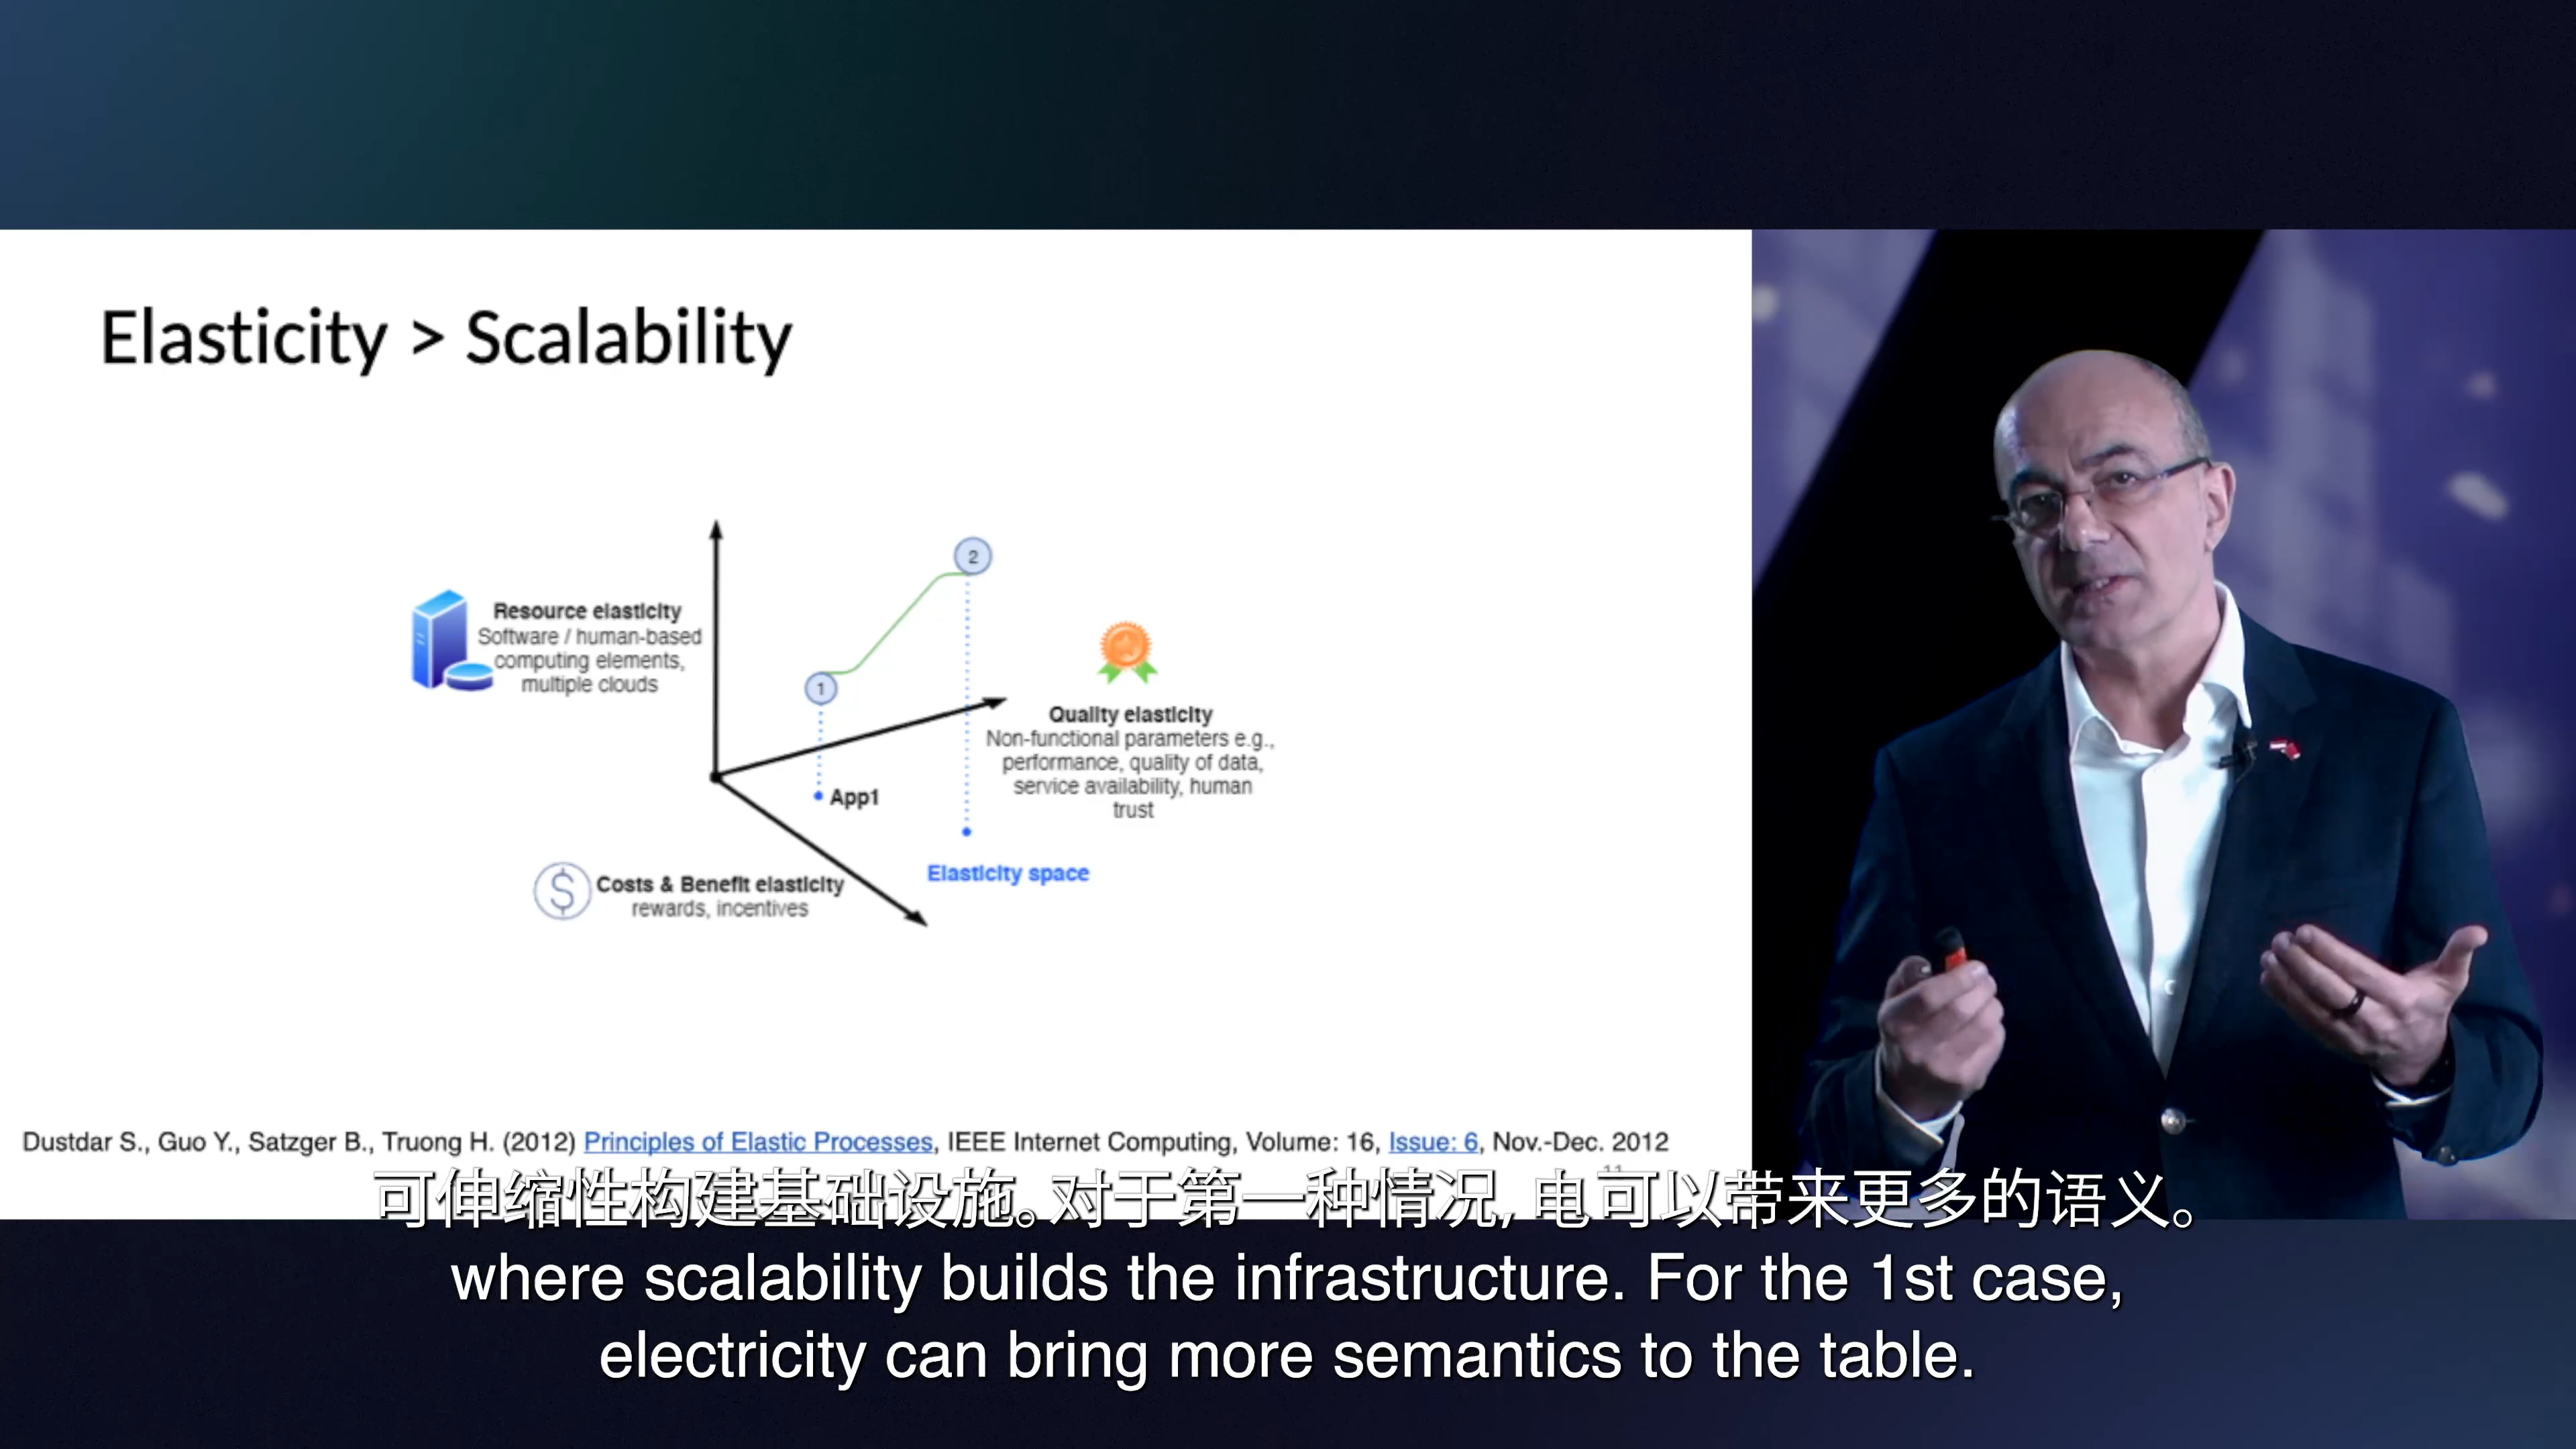 Elasticity > Scalability
2
Resource elasticity
Software / human-based
computing elements,
multiple clouds
1
Quality elasticity
Non-functional parameters e.g.,
performance, quality of data,
service availability, human
trust
App1
Elasticity space
$
Costs & Benefit elasticity
rewards, incentives
Dustdar S., Guo Y., Satzger B., Truong H. (2012) Principles of Elastic Processes, IEEE Internet Computing, Volume: 16, Issue: 6, Nov.-Dec. 2012
11
可伸缩性构建基础设施。对于第一种情况, 电可以带来更多的语义。
where scalability builds the infrastructure. For the 1st case,
electricity can bring more semantics to the table.